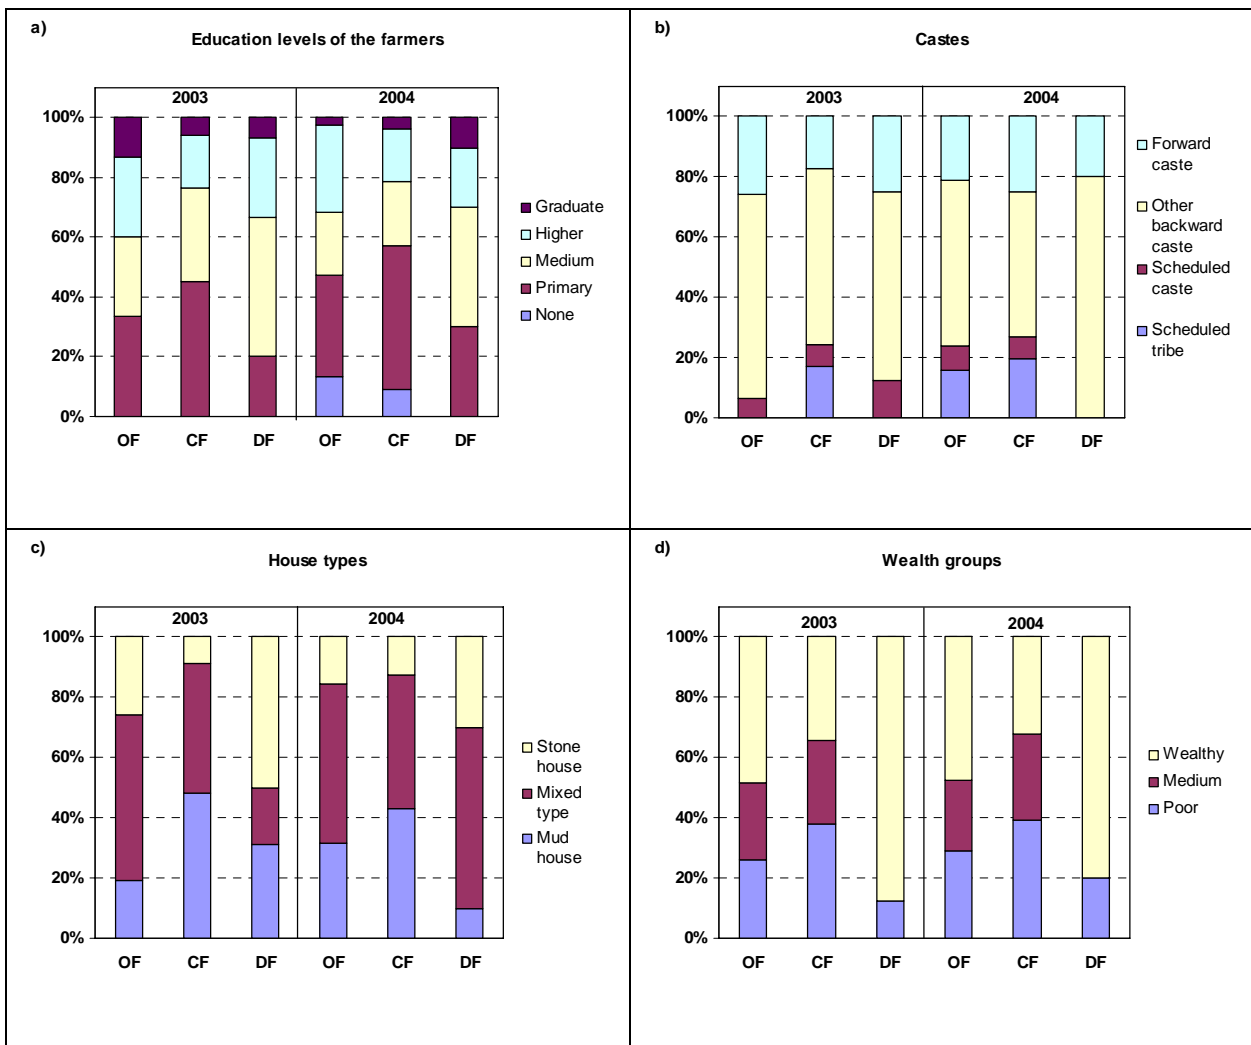 a)
Education levels of the farmers
2003
2004
100%
80%
60%
40%
20%
0%
OF
CF
DF
OF
CF
DF
Graduate
Higher
Medium
Primary
None
b)
Castes
2003
2004
100%
80%
60%
40%
20%
0%
OF
CF
DF
OF
CF
DF
Forward
caste
Other
backward
caste
Scheduled
caste
Scheduled
tribe
c)
House types
2003
2004
100%
80%
60%
40%
20%
0%
OF
CF
DF
OF
CF
DF
Stone
house
Mixed
type
Mud
house
d)
Wealth groups
2003
2004
100%
80%
60%
40%
20%
0%
OF
CF
DF
OF
CF
DF
Wealthy
Medium
Poor